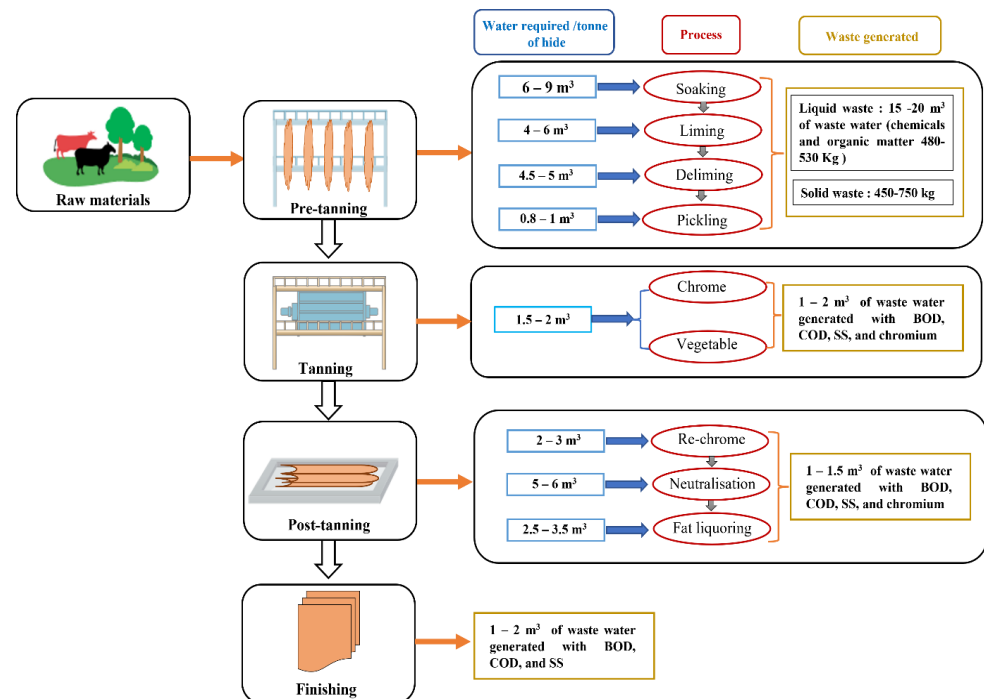 Water required /tonne
of hide
Process
Waste generated
Raw materials
Pre-tanning
6 – 9 m³
Soaking
4 – 6 m³
Liming
4.5 – 5 m³
Deliming
0.8 – 1 m³
Pickling
Liquid waste : 15 -20 m³
of waste water (chemicals
and organic matter 480-
530 Kg )
Solid waste : 450-750 kg
Tanning
1.5 – 2 m³
Chrome
Vegetable
1 – 2 m³ of waste water
generated with BOD,
COD, SS, and chromium
Post-tanning
2 – 3 m³
Re-chrome
5 – 6 m³
Neutralisation
2.5 – 3.5 m³
Fat liquoring
1 – 1.5 m³ of waste water
generated with BOD,
COD, SS, and chromium
Finishing
1 – 2 m³ of waste water
generated with BOD,
COD, and SS